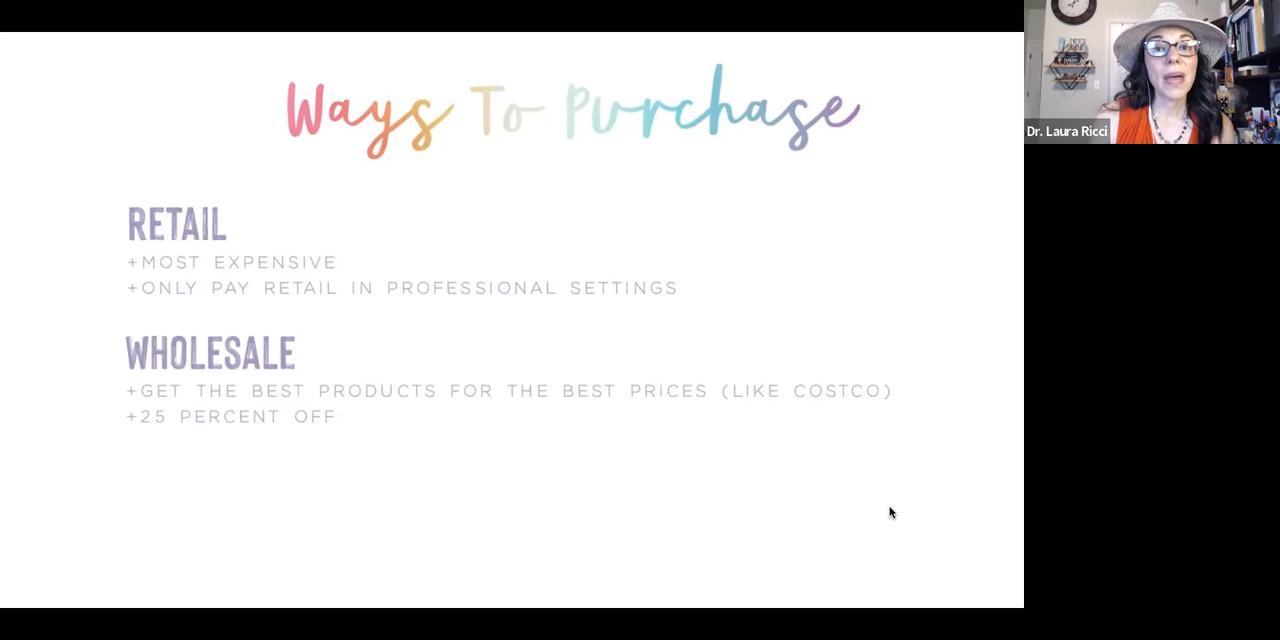 Ways To Purchase
RETAIL
+MOST EXPENSIVE
+ONLY PAY RETAIL IN PROFESSIONAL SETTINGS
WHOLESALE
+GET THE BEST PRODUCTS FOR THE BEST PRICES (LIKE COSTCO)
+25 PERCENT OFF
Dr. Laura Ricci